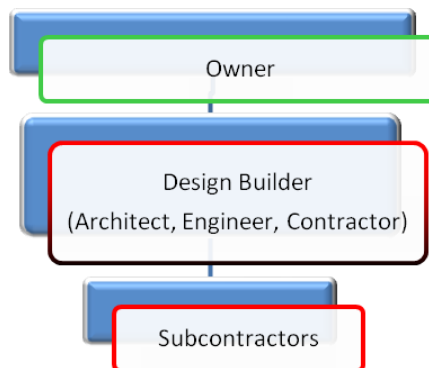 Owner
Design Builder
(Architect, Engineer, Contractor)
Subcontractors